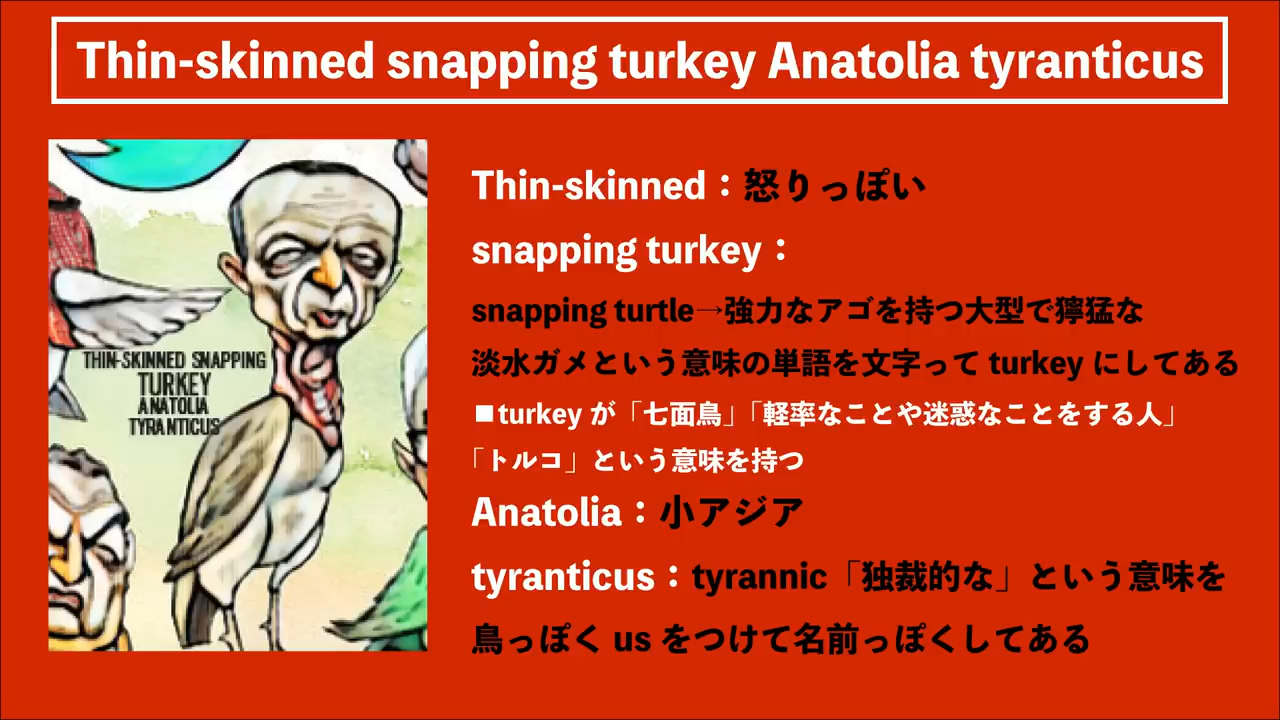 Thin-skinned snapping turkey Anatolia tyranticus
THIN-SKINNED SNAPPING
TURKEY
ANATOLIA
TYRANTICUS
Thin-skinned：怒りっぽい
snapping turkey：
snapping turtle→強力なアゴを持つ大型で獰猛な
淡水ガメという意味の単語を文字って turkey にしてある
■turkey が「七面鳥」「軽率なことや迷惑なことをする人」
「トルコ」という意味を持つ
Anatolia：小アジア
tyranticus：tyrannic「独裁的な」という意味を
鳥っぽく us をつけて名前っぽくしてある